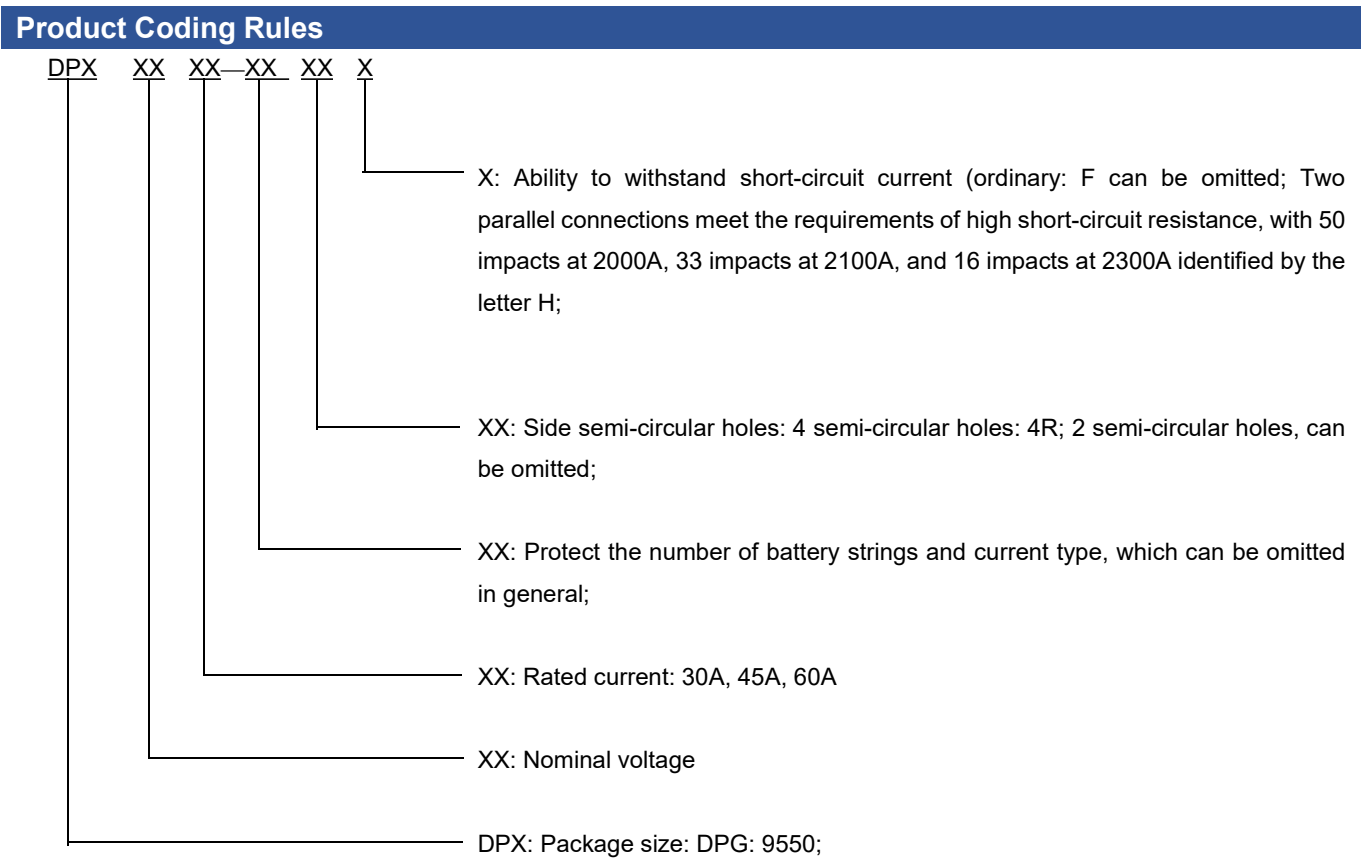 Product Coding Rules
DPX XX XX—XX XX X
X: Ability to withstand short-circuit current (ordinary: F can be omitted; Two
parallel connections meet the requirements of high short-circuit resistance, with 50
impacts at 2000A, 33 impacts at 2100A, and 16 impacts at 2300A identified by the
letter H;
XX: Side semi-circular holes: 4 semi-circular holes: 4R; 2 semi-circular holes, can
be omitted;
XX: Protect the number of battery strings and current type, which can be omitted
in general;
XX: Rated current: 30A, 45A, 60A
XX: Nominal voltage
DPX: Package size: DPG: 9550;